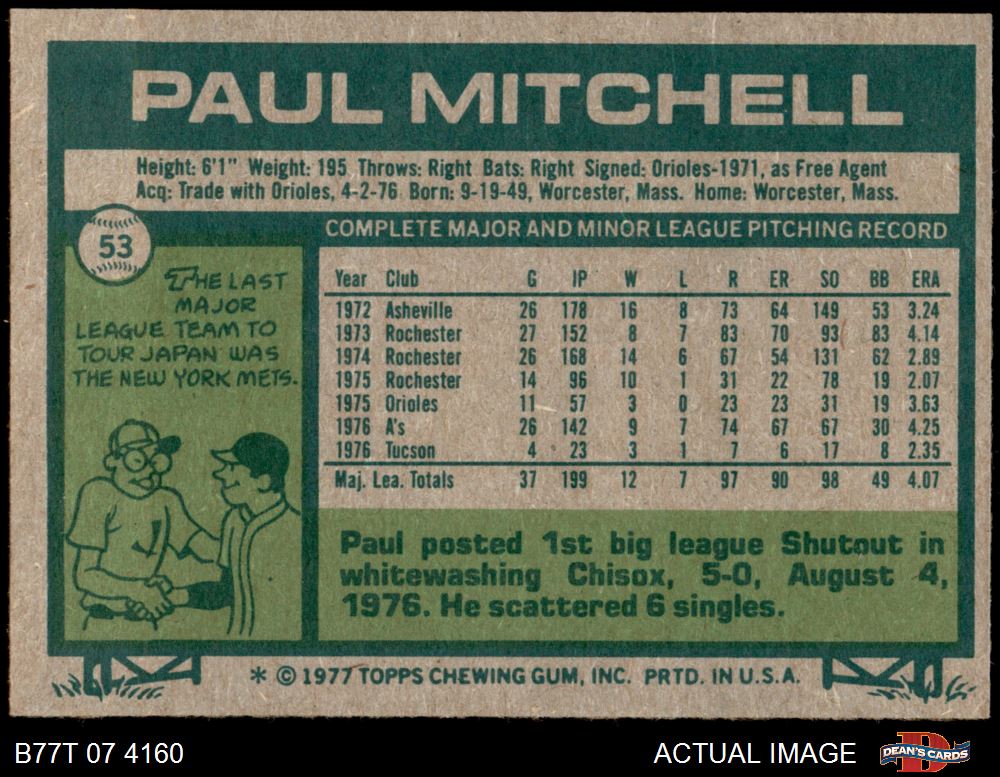 PAUL MITCHELL
Height: 6'1" Weight: 195 Throws: Right Bats: Right Signed: Orioles-1971, as Free Agent
Acq: Trade with Orioles, 4-2-76 Born: 9-19-49, Worcester, Mass. Home: Worcester, Mass.
53
THE LAST
MAJOR
LEAGUE TEAM TO
TOUR JAPAN WAS
THE NEW YORK METS.
COMPLETE MAJOR AND MINOR LEAGUE PITCHING RECORD
Year Club G IP W L R ER SO BB ERA
1972 Asheville 26 178 16 8 73 64 149 53 3.24
1973 Rochester 27 152 8 7 83 70 93 83 4.14
1974 Rochester 26 168 14 6 67 54 131 62 2.89
1975 Rochester 14 96 10 1 31 22 78 19 2.07
1975 Orioles 11 57 3 0 23 23 31 19 3.63
1976 A's 26 142 9 7 74 67 67 30 4.25
1976 Tucson 4 23 3 1 7 6 17 8 2.35
Maj. Lea. Totals 37 199 12 7 97 90 98 49 4.07
Paul posted 1st big league Shutout in
whitewashing Chisox, 5-0, August 4,
1976. He scattered 6 singles.
* © 1977 TOPPS CHEWING GUM, INC. PRTD. IN U.S.A.
B77T 07 4160
ACTUAL IMAGE
DEAN'S CARDS